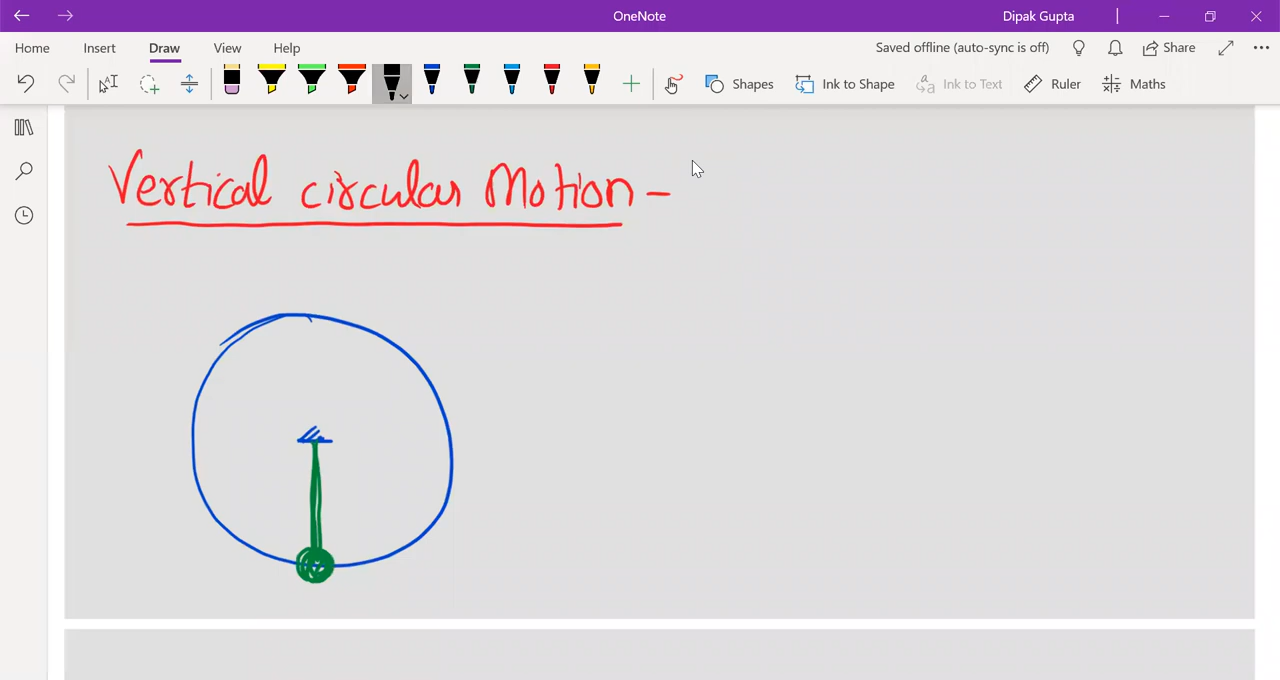 OneNote
Dipak Gupta
Home Insert Draw View Help
Saved offline (auto-sync is off)
Share
Shapes
Ink to Shape
Ink to Text
Ruler
Maths
Vertical circular Motion -